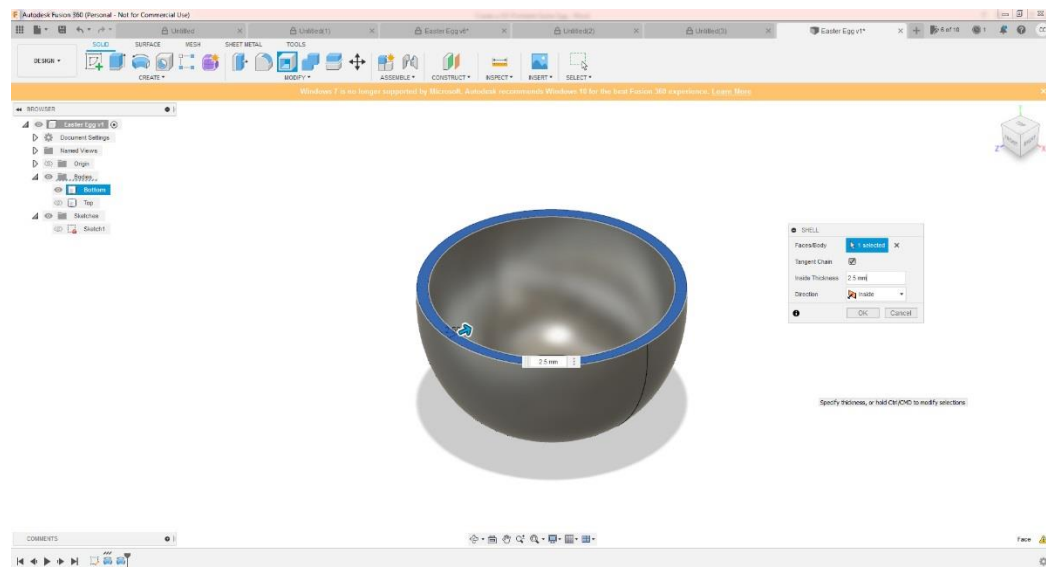 Autodesk Fusion 360 (Personal - Not for Commercial Use)
Untitled
Untitled(1)
Easter Egg v6*
Untitled(2)
Untitled(3)
Easter Egg v1*
5 of 10
1
SOLID
SURFACE
MESH
SHEET METAL
TOOLS
DESIGN
CREATE
MODIFY
ASSEMBLE
CONSTRUCT
INSPECT
INSERT
SELECT
Windows 7 is no longer supported by Microsoft. Autodesk recommends Windows 10 for the best Fusion 360 experience. Learn More
BROWSER
Easter Egg v1
Document Settings
Named Views
Origin
Bodies
Bottom
Top
Sketches
Sketch1
Z
X
SHELL
Faces/Body
1 selected
Tangent Chain
Inside Thickness
2.5 mm
Direction
Inside
OK
Cancel
2.5 mm
Specify thickness, or hold Ctrl/CMD to modify selections
COMMENTS
Face